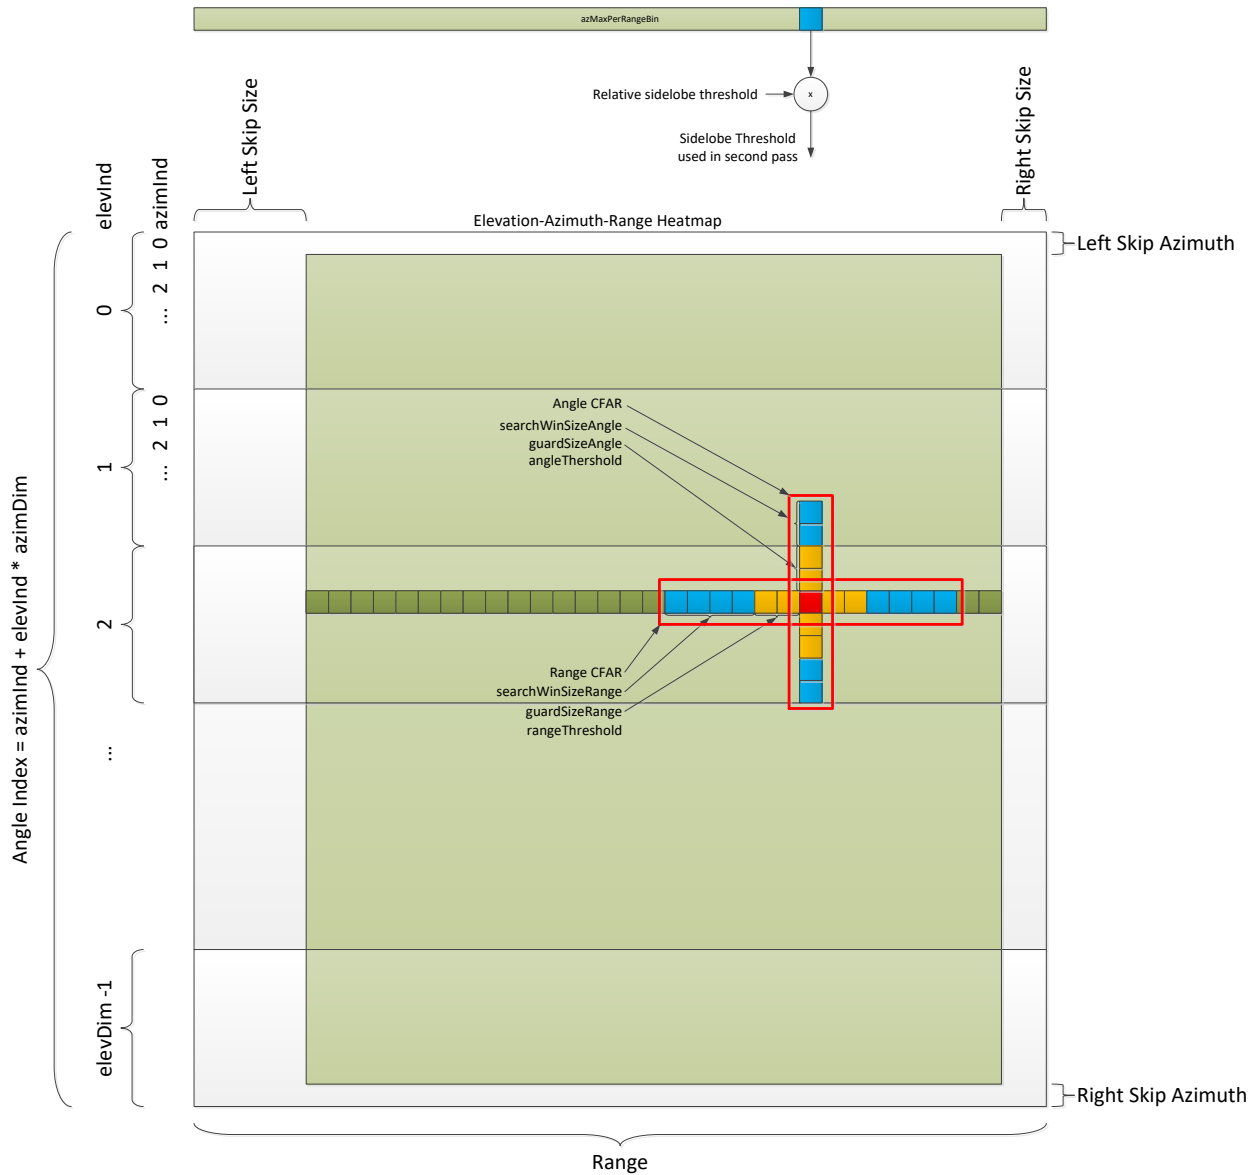 azMaxPerRangeBin
Relative sidelobe threshold
x
Sidelobe Threshold
used in second pass
Left Skip Size
Right Skip Size
elevInd
azimInd
Elevation-Azimuth-Range Heatmap
Left Skip Azimuth
0
... 2 1 0
1
... 2 1 0
Angle CFAR
searchWinSizeAngle
guardSizeAngle
angleThershold
2
Range CFAR
searchWinSizeRange
guardSizeRange
rangeThreshold
...
Angle Index = azimInd + elevInd * azimDim
elevDim -1
Right Skip Azimuth
Range